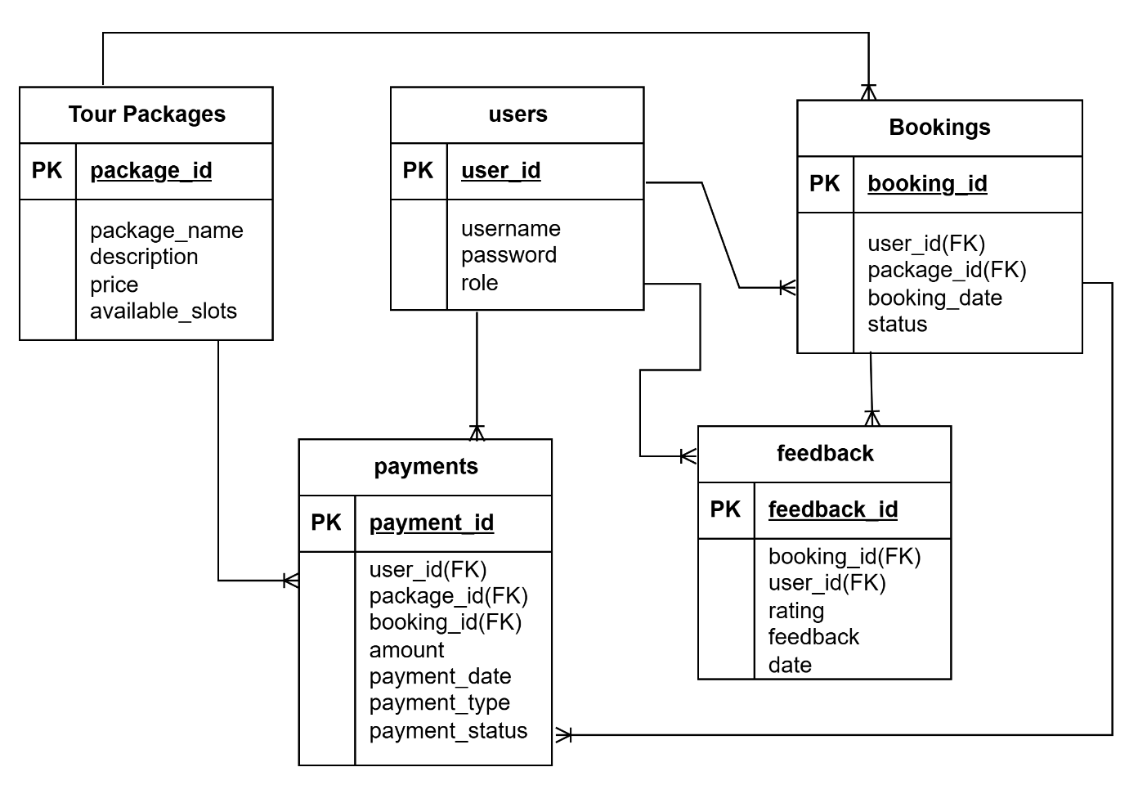 Tour Packages
PK package_id
package_name
description
price
available_slots
users
PK user_id
username
password
role
Bookings
PK booking_id
user_id(FK)
package_id(FK)
booking_date
status
payments
PK payment_id
user_id(FK)
package_id(FK)
booking_id(FK)
amount
payment_date
payment_type
payment_status
feedback
PK feedback_id
booking_id(FK)
user_id(FK)
rating
feedback
date